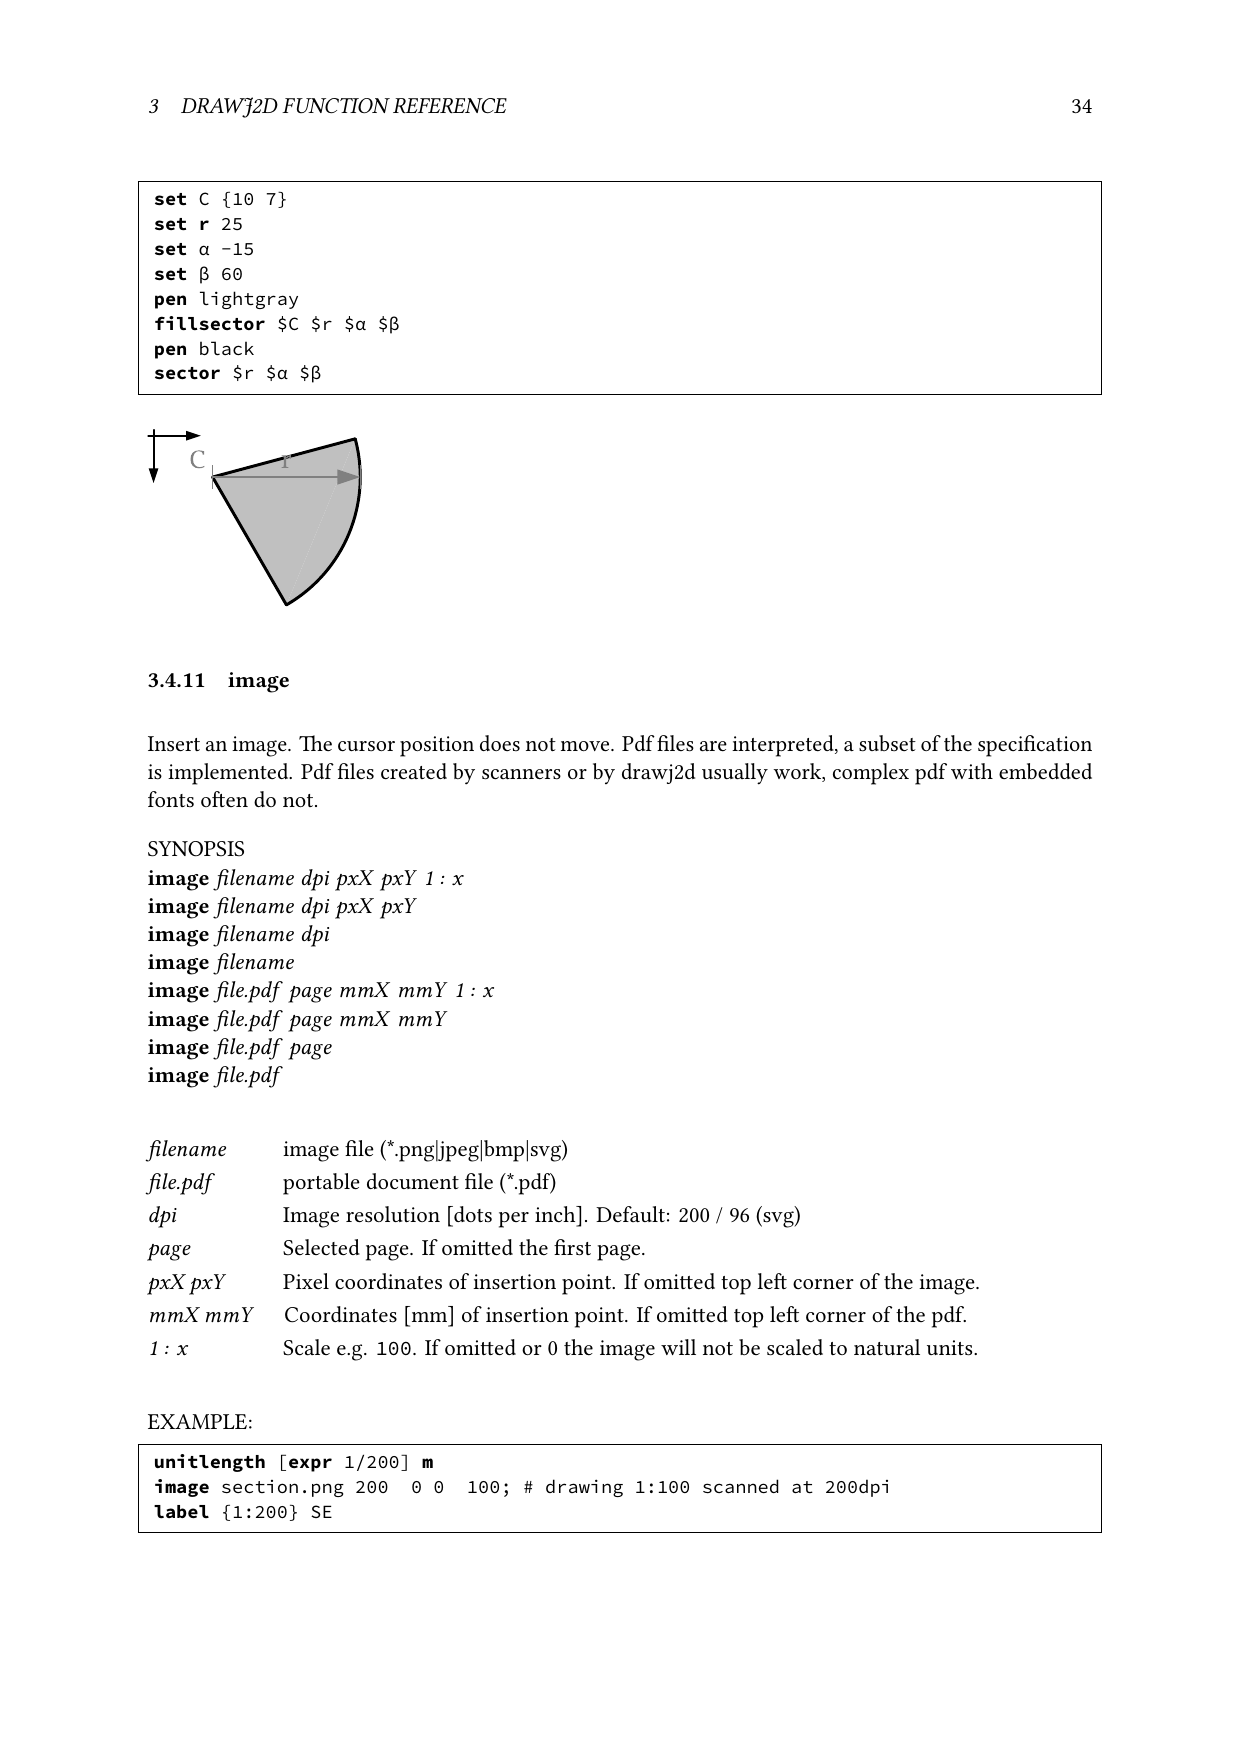 3 DRAWJ2D FUNCTION REFERENCE 34
set C {10 7}
set r 25
set α -15
set β 60
pen lightgray
fillsector $C $r $α $β
pen black
sector $r $α $β
C r
3.4.11 image
Insert an image. The cursor position does not move. Pdf files are interpreted, a subset of the specification
is implemented. Pdf files created by scanners or by drawj2d usually work, complex pdf with embedded
fonts often do not.
SYNOPSIS
image filename dpi pxX pxY 1 : x
image filename dpi pxX pxY
image filename dpi
image filename
image file.pdf page mmX mmY 1 : x
image file.pdf page mmX mmY
image file.pdf page
image file.pdf
filename image file (*.png|jpeg|bmp|svg)
file.pdf portable document file (*.pdf)
dpi Image resolution [dots per inch]. Default: 200 / 96 (svg)
page Selected page. If omitted the first page.
pxX pxY Pixel coordinates of insertion point. If omitted top left corner of the image.
mmX mmY Coordinates [mm] of insertion point. If omitted top left corner of the pdf.
1 : x Scale e.g. 100. If omitted or 0 the image will not be scaled to natural units.
EXAMPLE:
unitlength [expr 1/200] m
image section.png 200 0 0 100; # drawing 1:100 scanned at 200dpi
label {1:200} SE